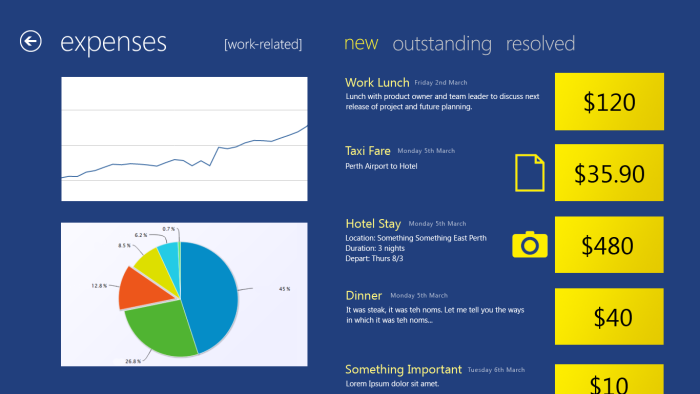 expenses
[work-related]
new outstanding resolved
0.7 %
6.2 %
8.5 %
12.8 %
45 %
26.8 %
Work Lunch Friday 2nd March
Lunch with product owner and team leader to discuss next
release of project and future planning.
$120
Taxi Fare Monday 5th March
Perth Airport to Hotel
$35.90
Hotel Stay Monday 5th March
Location: Something Something East Perth
Duration: 3 nights
Depart: Thurs 8/3
$480
Dinner Monday 5th March
It was steak, it was teh noms. Let me tell you the ways
in which it was teh noms...
$40
Something Important Tuesday 6th March
Lorem Ipsum dolor sit amet.
$10